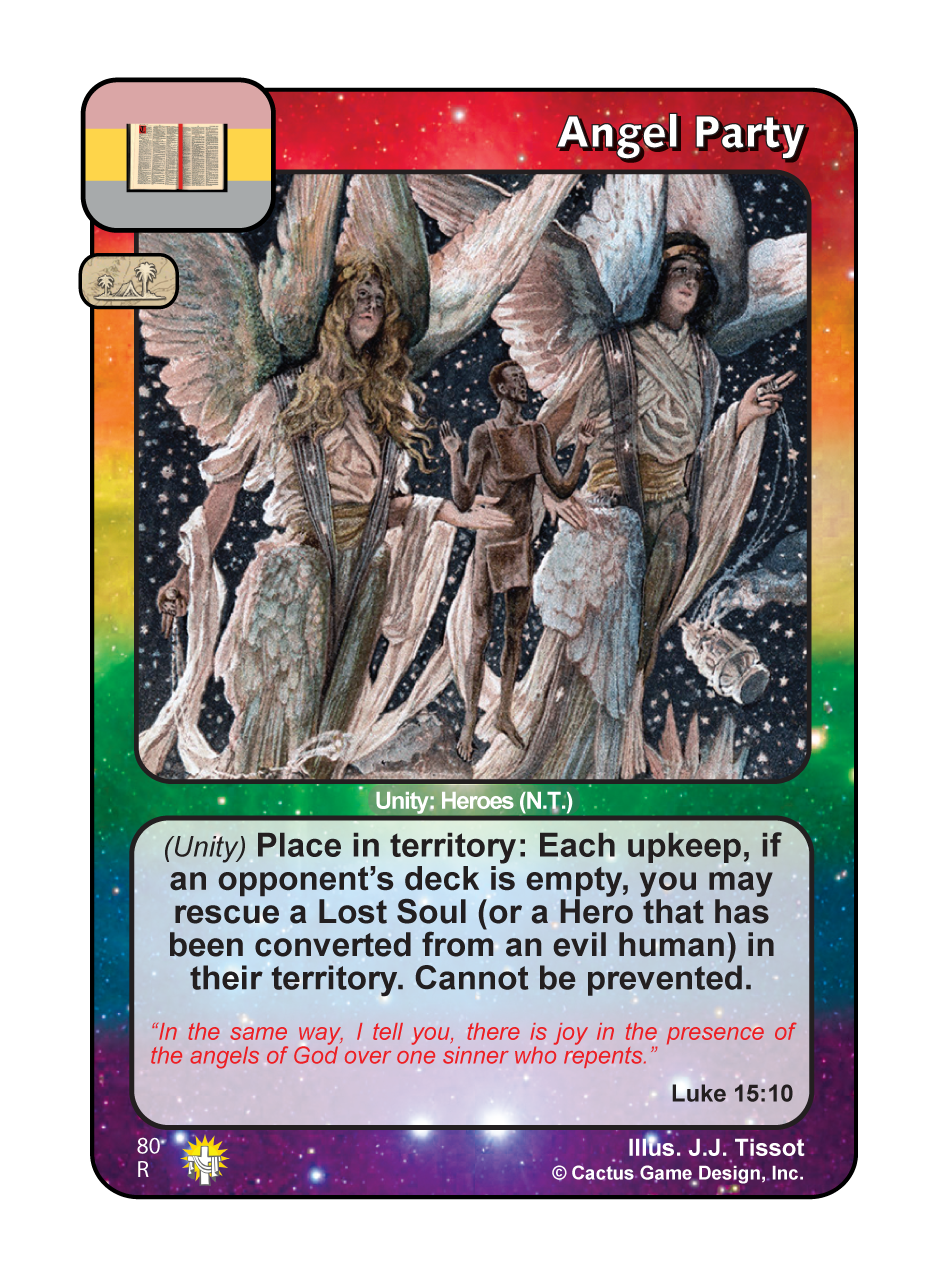 Angel Party
Unity: Heroes (N.T.)
(Unity) Place in territory: Each upkeep, if
an opponent’s deck is empty, you may
rescue a Lost Soul (or a Hero that has
been converted from an evil human) in
their territory. Cannot be prevented.
“In the same way, I tell you, there is joy in the presence of
the angels of God over one sinner who repents.”
Luke 15:10
80
R
Illus. J.J. Tissot
© Cactus Game Design, Inc.